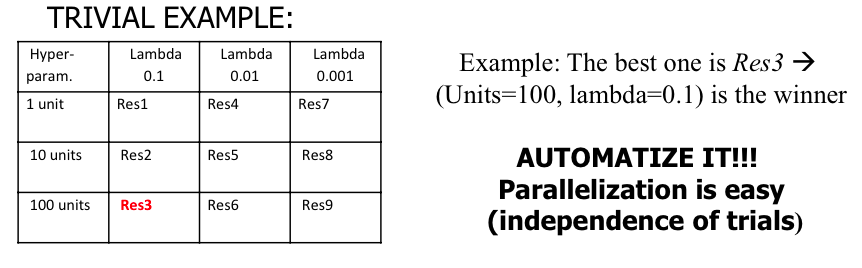 TRIVIAL EXAMPLE:
Hyper-
param.
Lambda
0.1
Lambda
0.01
Lambda
0.001
1 unit
Res1
Res4
Res7
10 units
Res2
Res5
Res8
100 units
Res3
Res6
Res9
Example: The best one is Res3 →
(Units=100, lambda=0.1) is the winner
AUTOMATIZE IT!!!
Parallelization is easy
(independence of trials)